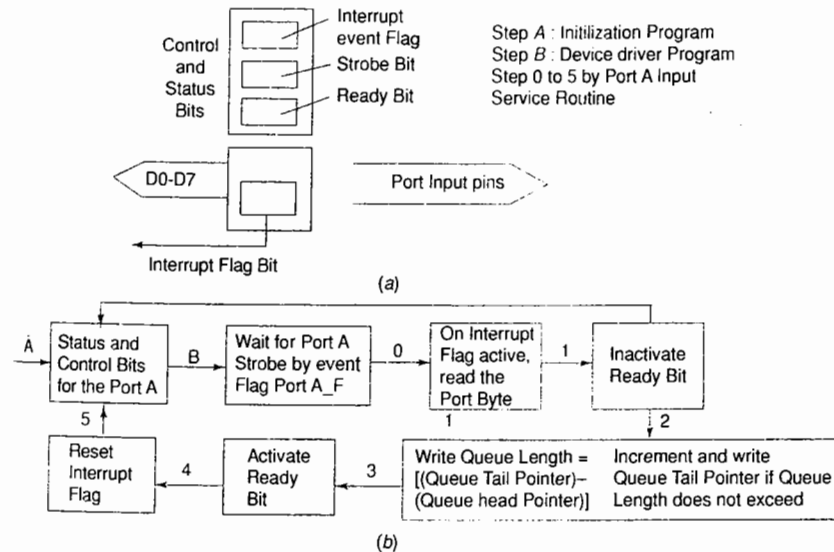 Interrupt
event Flag
Control
and
Status
Bits
Strobe Bit
Ready Bit
Step A : Initilization Program
Step B : Device driver Program
Step 0 to 5 by Port A Input
Service Routine
D0-D7
Port Input pins
Interrupt Flag Bit
(a)
A
Status and
Control Bits
for the Port A
B
Wait for Port A
Strobe by event
Flag Port A_F
0
On Interrupt
Flag active,
read the
Port Byte
1
Inactivate
Ready Bit
5
1
2
Reset
Interrupt
Flag
4
Activate
Ready
Bit
3
Write Queue Length =
[(Queue Tail Pointer)–
(Queue head Pointer)]
Increment and write
Queue Tail Pointer if Queue
Length does not exceed
(b)